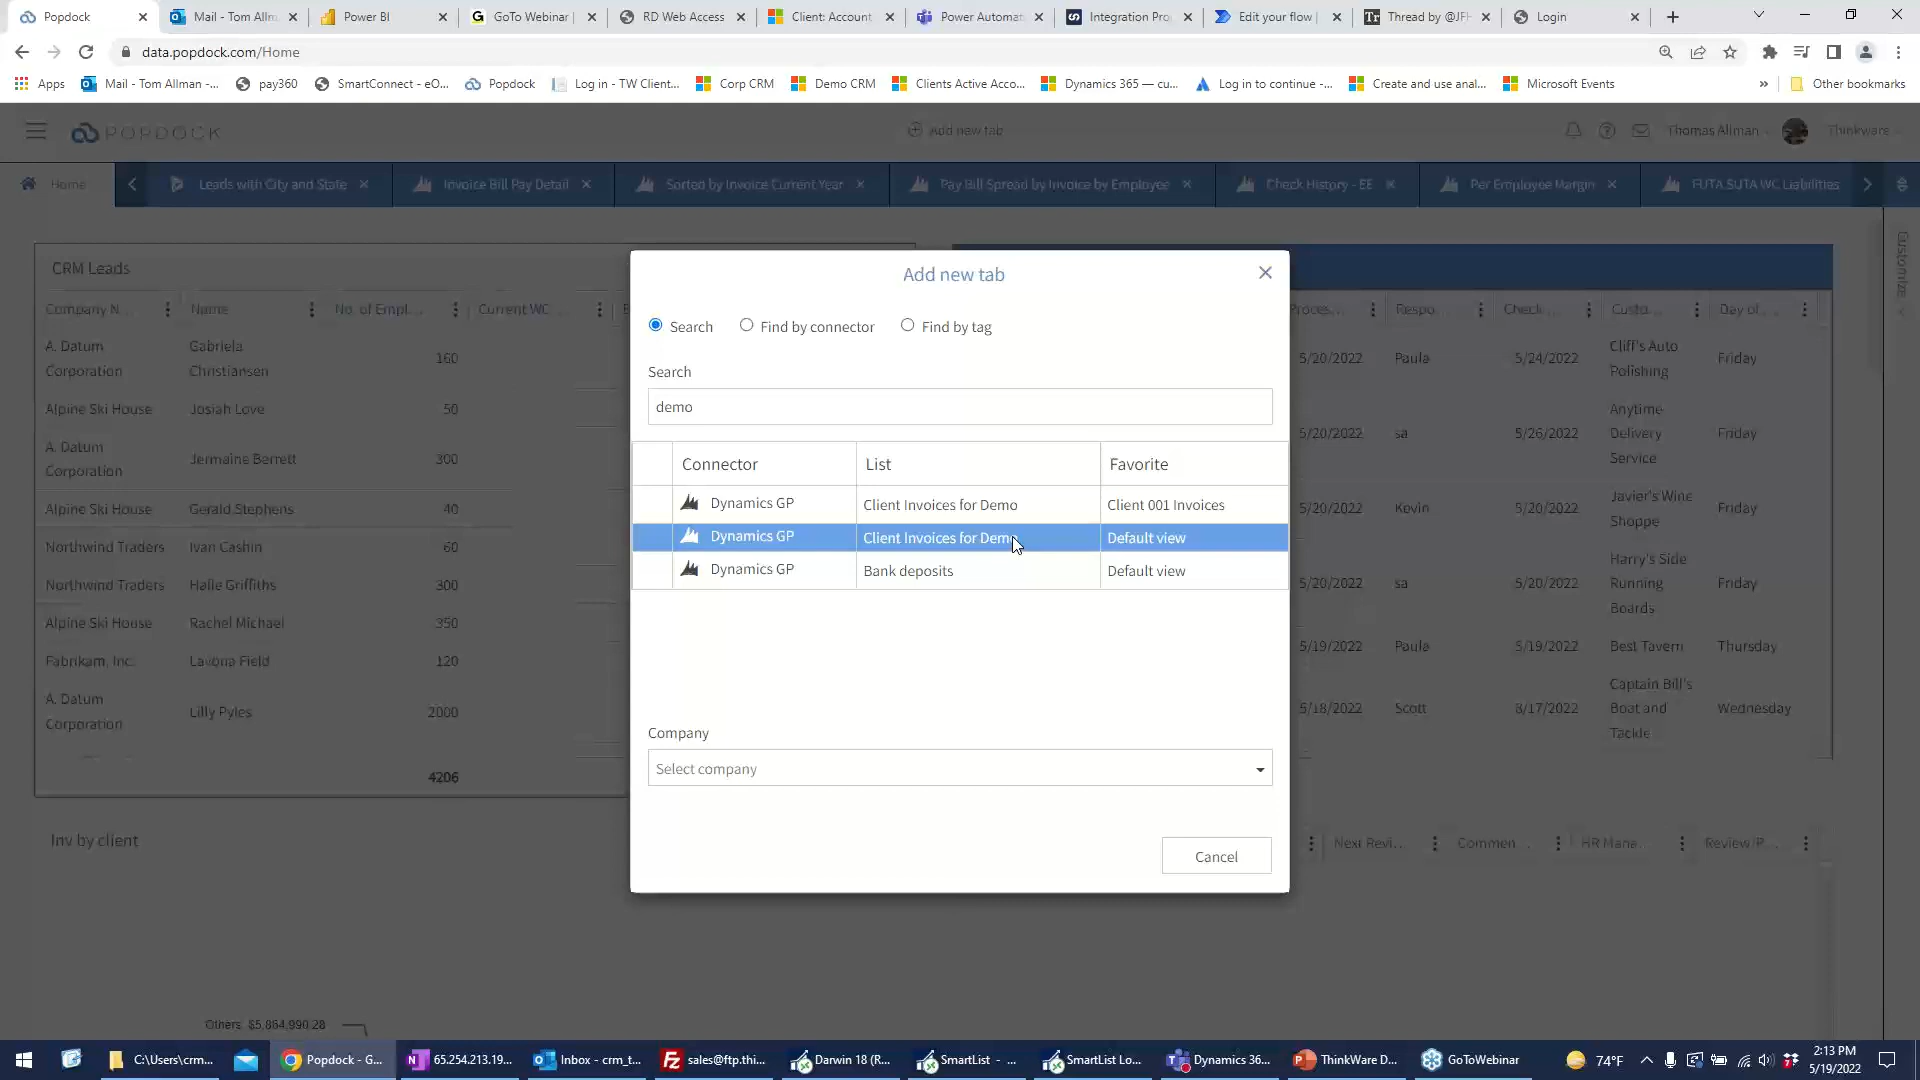 Popdock
Mail - Tom Allm
Power BI
GoTo Webinar
RD Web Access
Client: Account
Power Automat
Integration Pro
Edit your flow
Thread by @JFH
Login
data.popdock.com/Home
Apps
Mail - Tom Allman -...
pay360
SmartConnect - eO...
Popdock
Log in - TW Client...
Corp CRM
Demo CRM
Clients Active Acco...
Dynamics 365 — cu...
Log in to continue -...
Create and use anal...
Microsoft Events
»
Other bookmarks
POPDOCK
Add new tab
Thomas Allman
Thinkware
Home
Leads with City and State
Invoice Bill Pay Detail
Sorted by Invoice Current Year
Pay Bill Spread by Invoice by Employee
Check History - EE
Per Employee Margin
FUTA SUTA WC Liabilities
Customize
CRM Leads
Company N...
Name
No. of Empl...
Current WC...
A. Datum
Corporation
Gabriela
Christiansen
160
Alpine Ski House
Josiah Love
50
A. Datum
Corporation
Jermaine Berrett
300
Alpine Ski House
Gerald Stephens
40
Northwind Traders
Ivan Cashin
60
Northwind Traders
Halle Griffiths
300
Alpine Ski House
Rachel Michael
350
Fabrikam, Inc.
Lavona Field
120
A. Datum
Corporation
Lilly Pyles
2000
4206
Inv by client
Others $5,864,990.28
Add new tab
Search
Find by connector
Find by tag
Search
demo
Connector
List
Favorite
Dynamics GP
Client Invoices for Demo
Client 001 Invoices
Dynamics GP
Client Invoices for Demo
Default view
Dynamics GP
Bank deposits
Default view
Company
Select company
Cancel
Proces...
Respo...
Check...
Custo...
Day of...
5/20/2022
Paula
5/24/2022
Cliff's Auto
Polishing
Friday
5/20/2022
sa
5/26/2022
Anytime
Delivery
Service
Friday
5/20/2022
Kevin
5/20/2022
Javier's Wine
Shoppe
Friday
5/20/2022
sa
5/20/2022
Harry's Side
Running
Boards
Friday
5/19/2022
Paula
5/19/2022
Best Tavern
Thursday
5/18/2022
Scott
8/17/2022
Captain Bill's
Boat and
Tackle
Wednesday
Next Revi...
Commen...
HR Mana...
Review/P...
C:\Users\crm...
Popdock - G...
65.254.213.19...
Inbox - crm_t...
sales@ftp.thi...
Darwin 18 (R...
SmartList - ...
SmartList Lo...
Dynamics 36...
ThinkWare D...
GoToWebinar
74°F
2:13 PM
5/19/2022